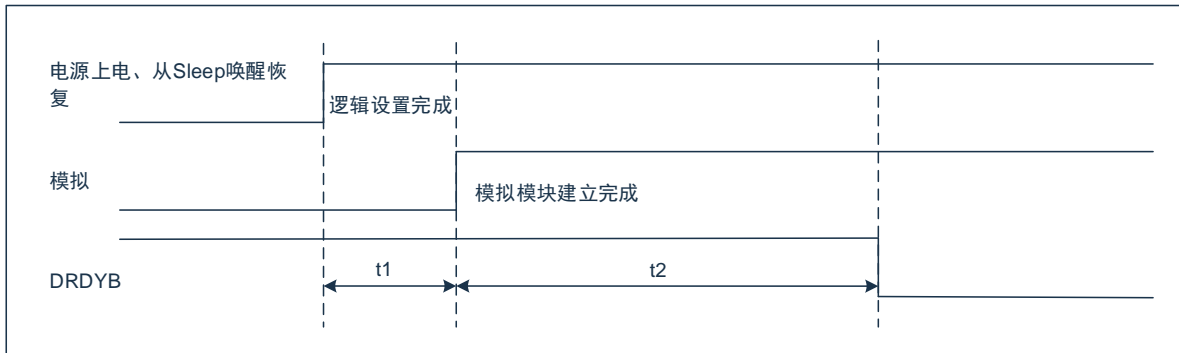 电源上电、从Sleep唤醒恢
复
逻辑设置完成
模拟
模拟模块建立完成
DRDYB
t1
t2